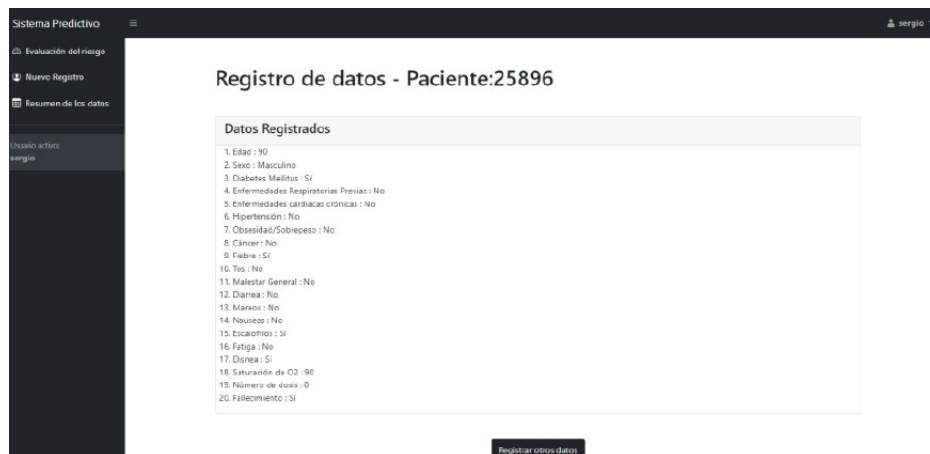 Sistema Predictivo
sergio
Evaluación del riesgo
Nuevo Registro
Resumen de los datos
Usuario activo:
sergio
Registro de datos - Paciente:25896
Datos Registrados
1. Edad : 90
2. Sexo : Masculino
3. Diabetes Mellitus : Sí
4. Enfermedades Respiratorias Previas : No
5. Enfermedades cardiacas crónicas : No
6. Hipertensión : No
7. Obsesidad/Sobrepeso : No
8. Cáncer : No
9. Fiebre : Sí
10. Tos : No
11. Malestar General : No
12. Diarrea : No
13. Mareos : No
14. Nauseas : No
15. Escalofríos : Sí
16. Fatiga : No
17. Disnea : Sí
18. Saturación de O2 : 90
19. Número de dosis : 0
20. Fallecimiento : Sí
Registrar otros datos